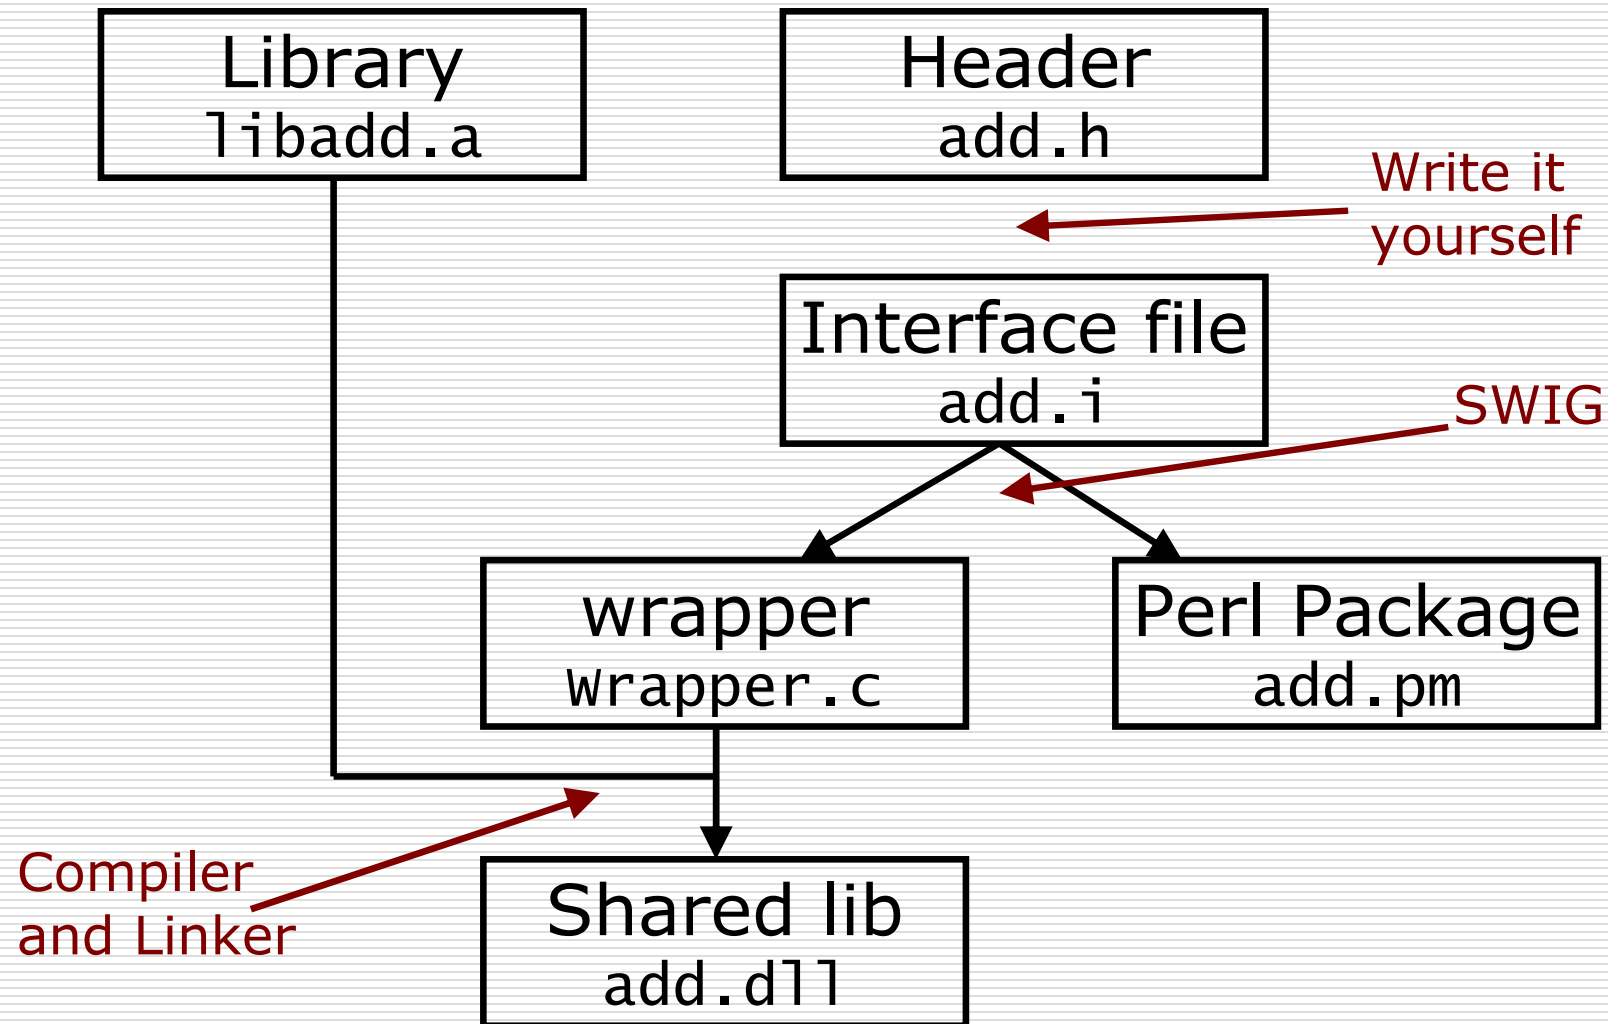 Library
libadd.a
Header
add.h
Write it
yourself
Interface file
add.i
SWIG
wrapper
Wrapper.c
Perl Package
add.pm
Compiler
and Linker
Shared lib
add.dll